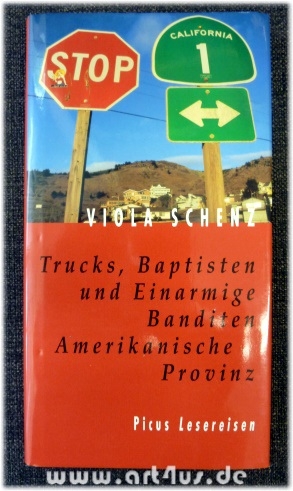 STOP
CALIFORNIA
1
VIOLA SCHENZ
Trucks, Baptisten
und Einarmige
Banditen
Amerikanische
Provinz
Picus Lesereisen
www.art4us.de